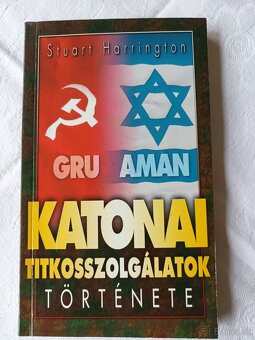 Stuart Harrington
GRU AMAN
KATONAI
TITKOSSZOLGÁLATOK
TÖRTÉNETE